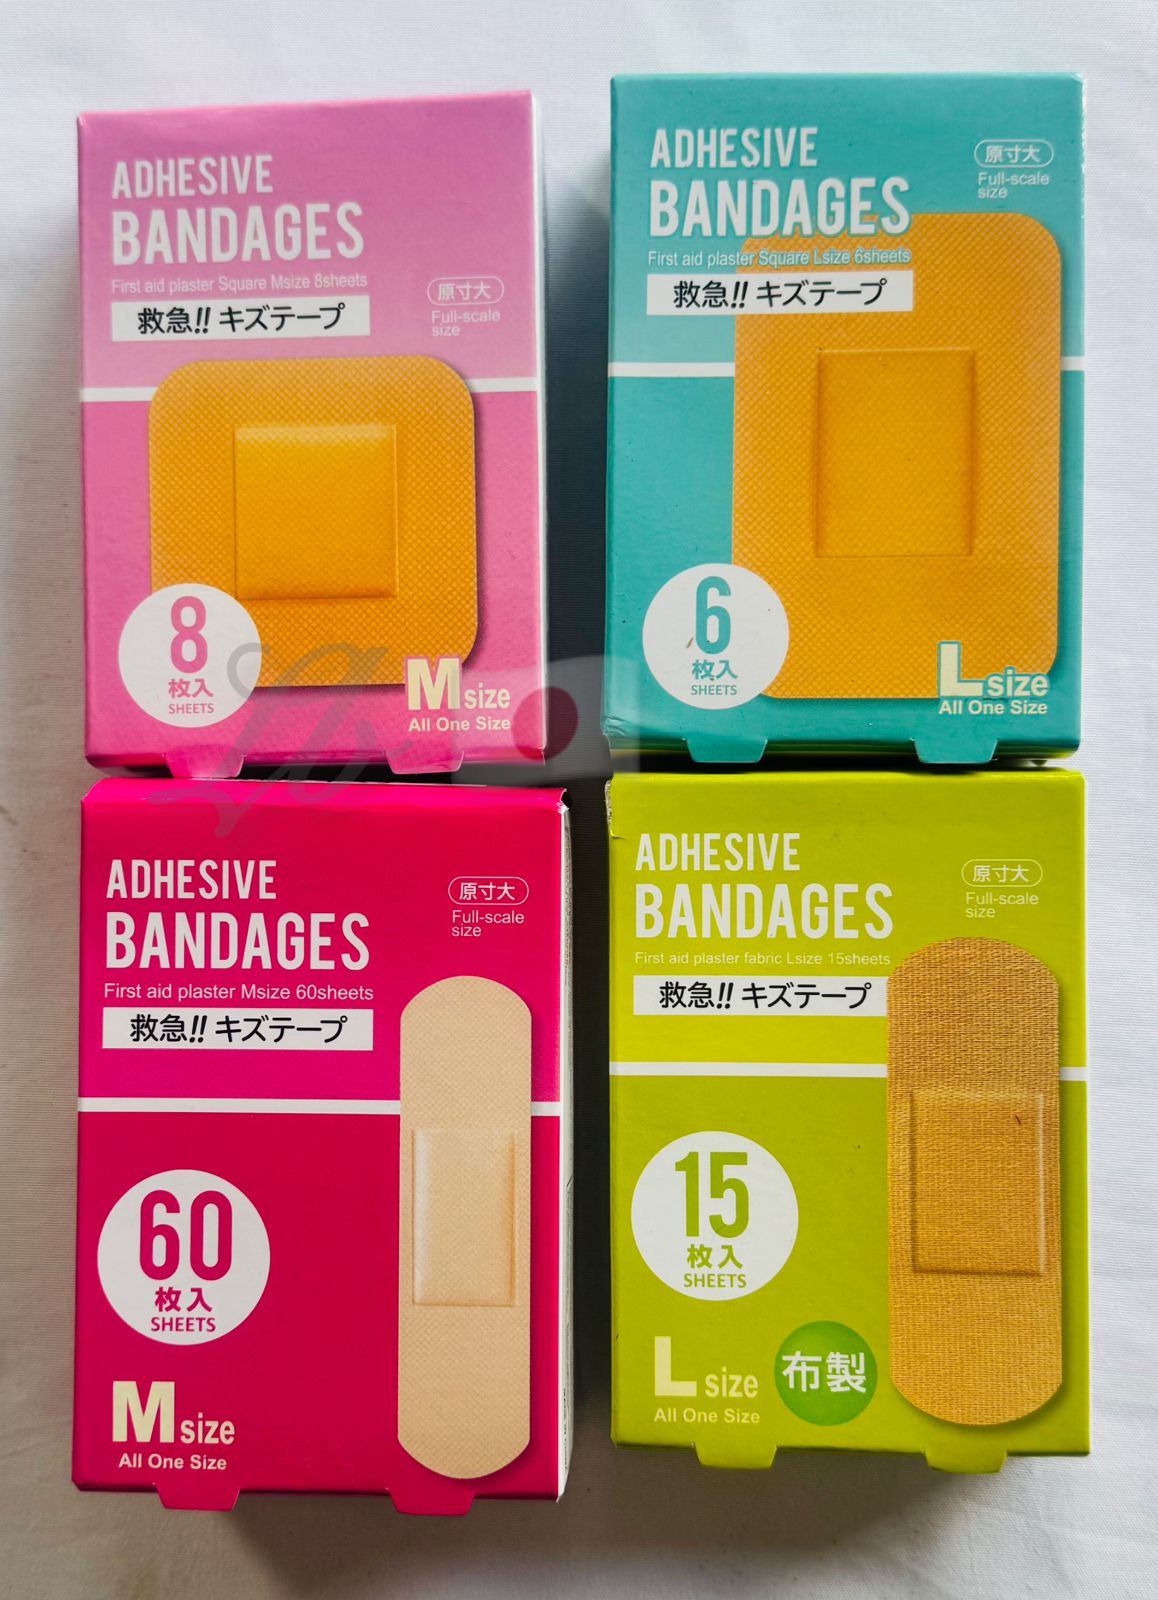 ADHESIVE
BANDAGES
First aid plaster Square Msize 8sheets
救急!! キズテープ
原寸大
Full-scale
size
8
枚入
SHEETS
M size
All One Size
ADHESIVE
BANDAGES
First aid plaster Square Lsize 6sheets
救急!! キズテープ
原寸大
Full-scale
size
6
枚入
SHEETS
L size
All One Size
ADHESIVE
BANDAGES
First aid plaster Msize 60sheets
救急!! キズテープ
原寸大
Full-scale
size
60
枚入
SHEETS
M size
All One Size
ADHESIVE
BANDAGES
First aid plaster fabric Lsize 15sheets
救急!! キズテープ
原寸大
Full-scale
size
15
枚入
SHEETS
L size
All One Size
布製